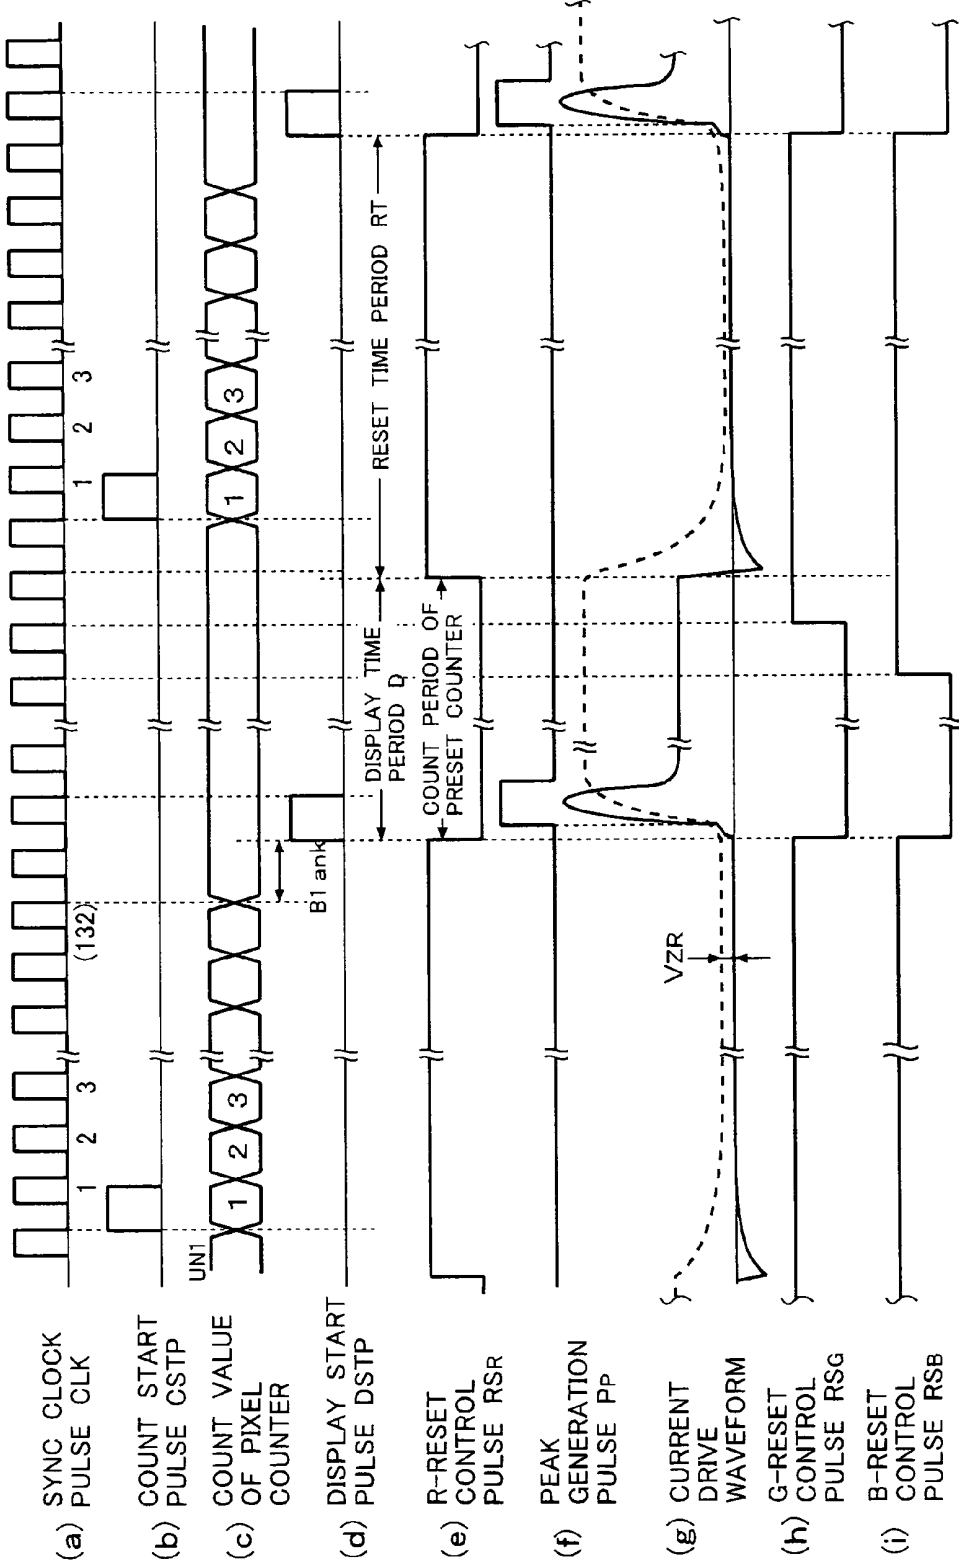 (a) SYNC CLOCK
PULSE CLK
1 2 3 (132) 1 2 3
(b) COUNT START
PULSE CSTP
(c) COUNT VALUE
OF PIXEL
COUNTER
UN1
1 2 3 1 2 3
Blank
(d) DISPLAY START
PULSE DSTP
DISPLAY TIME
PERIOD D
RESET TIME PERIOD RT
(e) R-RESET
CONTROL
PULSE RSR
COUNT PERIOD OF
PRESET COUNTER
(f) PEAK
GENERATION
PULSE PP
(g) CURRENT
DRIVE
WAVEFORM
VZR
(h) G-RESET
CONTROL
PULSE RSG
(i) B-RESET
CONTROL
PULSE RSB